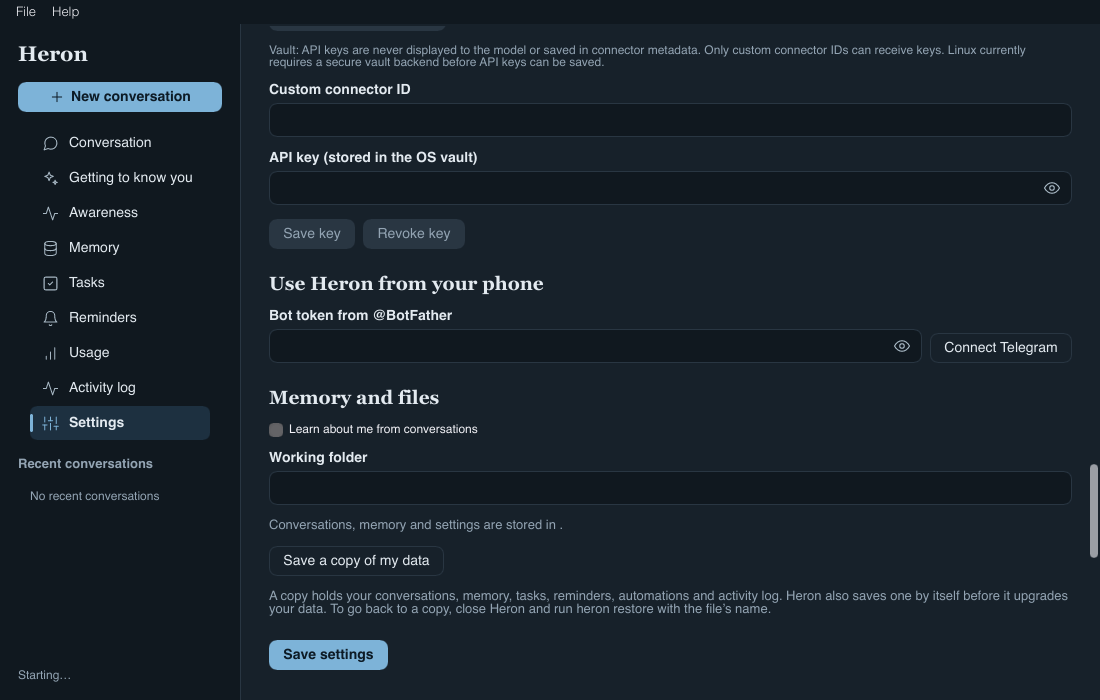 File Help
Heron
New conversation
Conversation
Getting to know you
Awareness
Memory
Tasks
Reminders
Usage
Activity log
Settings
Recent conversations
No recent conversations
Starting…
Vault: API keys are never displayed to the model or saved in connector metadata. Only custom connector IDs can receive keys. Linux currently
requires a secure vault backend before API keys can be saved.
Custom connector ID
API key (stored in the OS vault)
Save key Revoke key
Use Heron from your phone
Bot token from @BotFather
Connect Telegram
Memory and files
Learn about me from conversations
Working folder
Conversations, memory and settings are stored in .
Save a copy of my data
A copy holds your conversations, memory, tasks, reminders, automations and activity log. Heron also saves one by itself before it upgrades
your data. To go back to a copy, close Heron and run heron restore with the file’s name.
Save settings